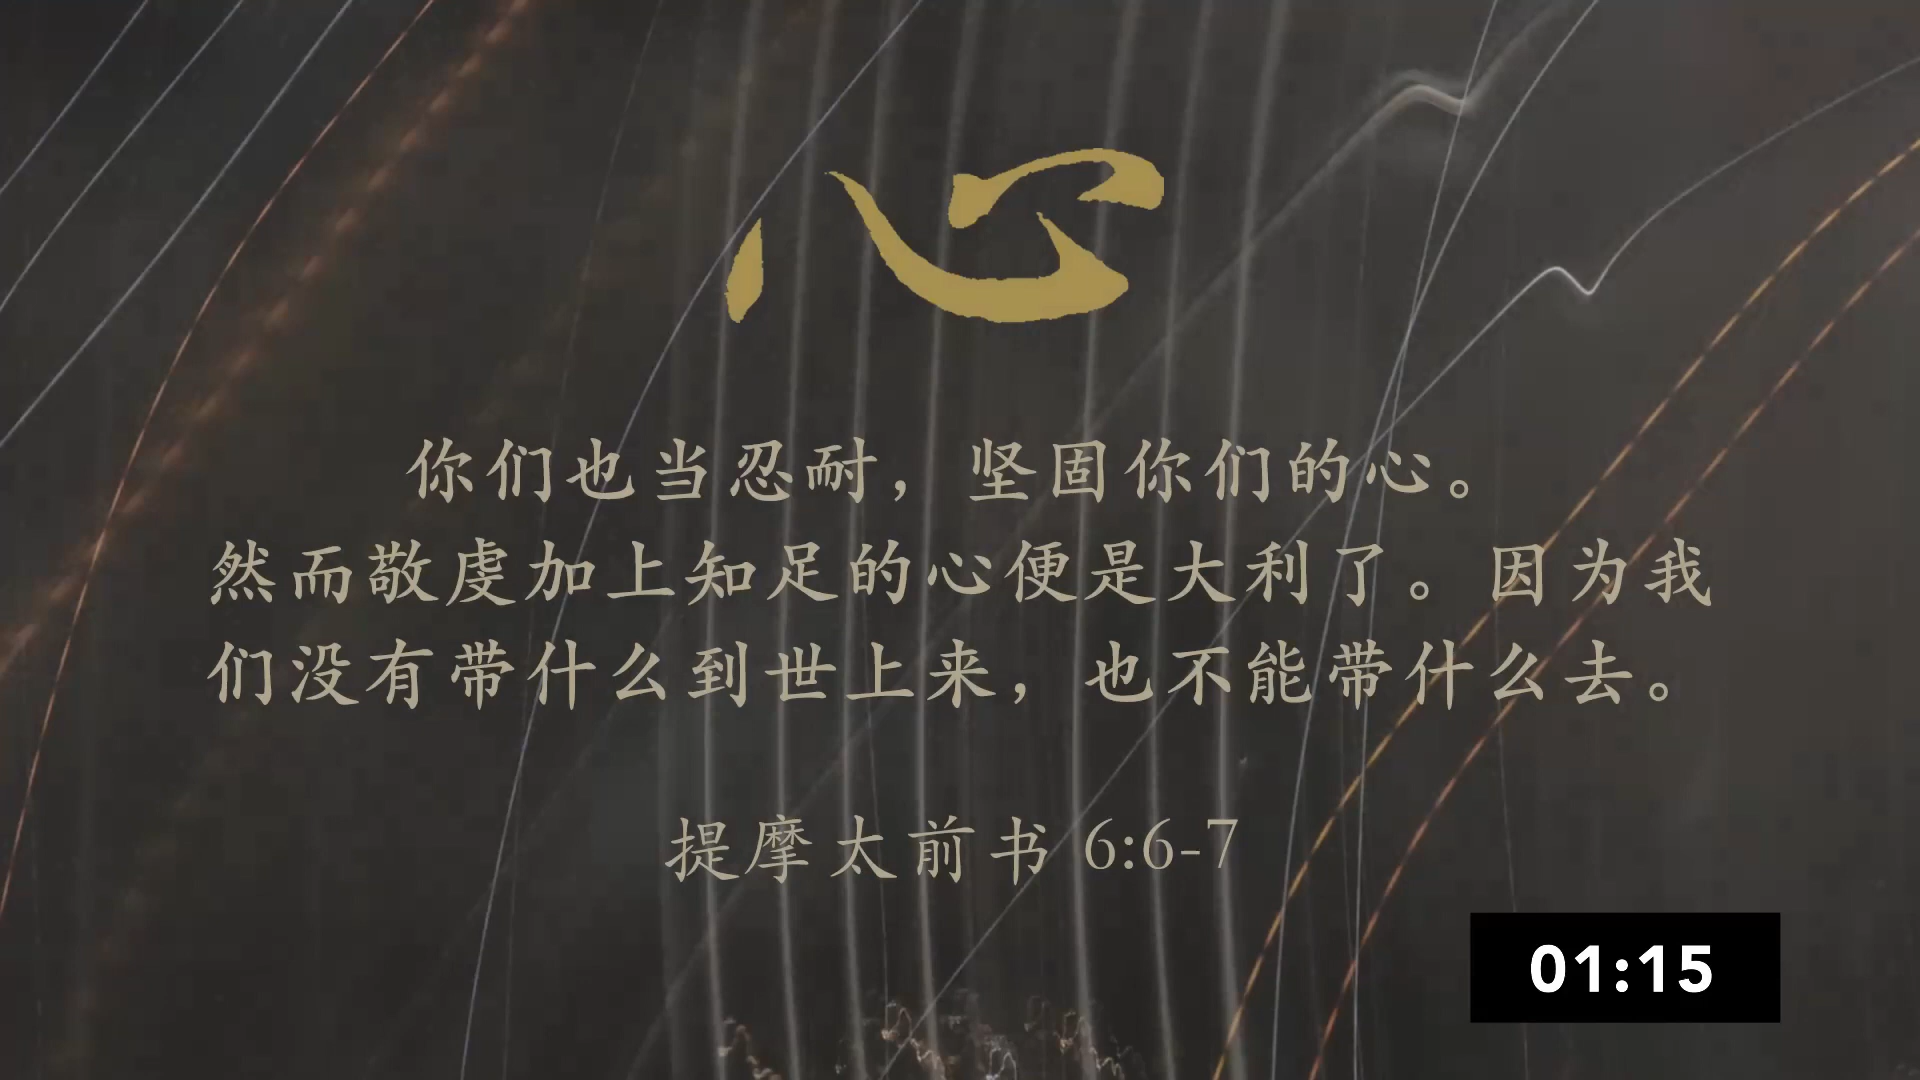 心
你们也当忍耐，坚固你们的心。
然而敬虔加上知足的心便是大利了。因为我
们没有带什么到世上来，也不能带什么去。
提摩太前书 6:6-7
01:15